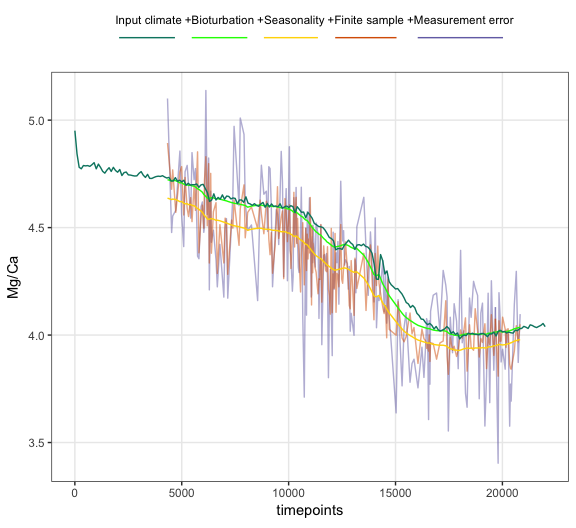 Input climate +Bioturbation +Seasonality +Finite sample +Measurement error
Mg/Ca
5.0
4.5
4.0
3.5
0 5000 10000 15000 20000
timepoints